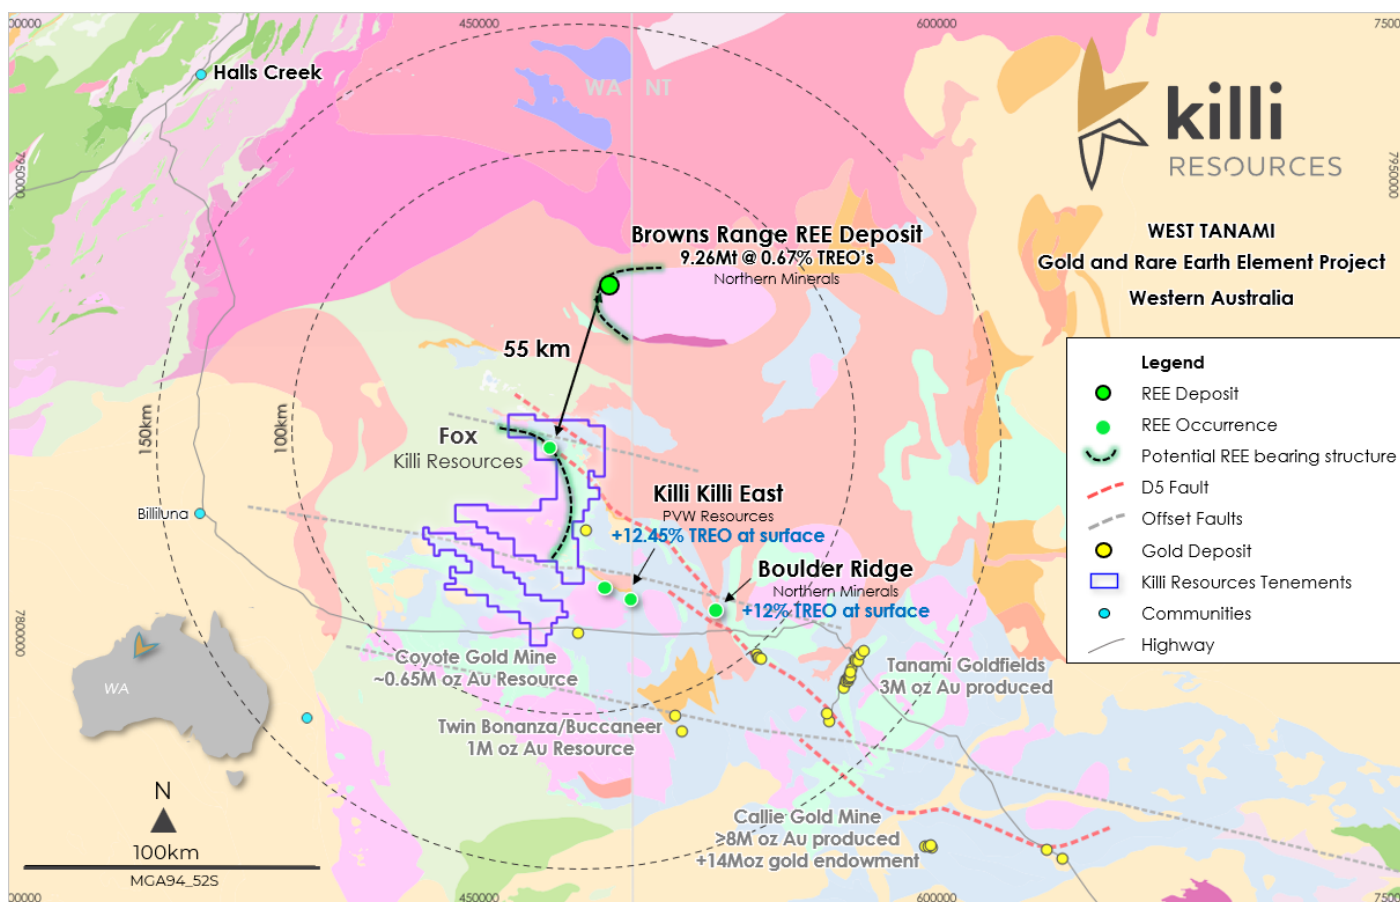 00000
450000
600000
7500
Halls Creek
WA
NT
killi
RESOURCES
7950000
7950000
WEST TANAMI
Gold and Rare Earth Element Project
Western Australia
Browns Range REE Deposit
9.26Mt @ 0.67% TREO's
Northern Minerals
55 km
150km
100km
Fox
Killi Resources
Killi Killi East
PVW Resources
+12.45% TREO at surface
Billiluna
Boulder Ridge
Northern Minerals
+12% TREO at surface
Legend
REE Deposit
REE Occurrence
Potential REE bearing structure
D5 Fault
Offset Faults
Gold Deposit
Killi Resources Tenements
Communities
Highway
7800000
7800000
Coyote Gold Mine
~0.65M oz Au Resource
Tanami Goldfields
3M oz Au produced
WA
Twin Bonanza/Buccaneer
1M oz Au Resource
N
100km
MGA94_52S
Callie Gold Mine
>8M oz Au produced
+14Moz gold endowment
00000
450000
600000
7500